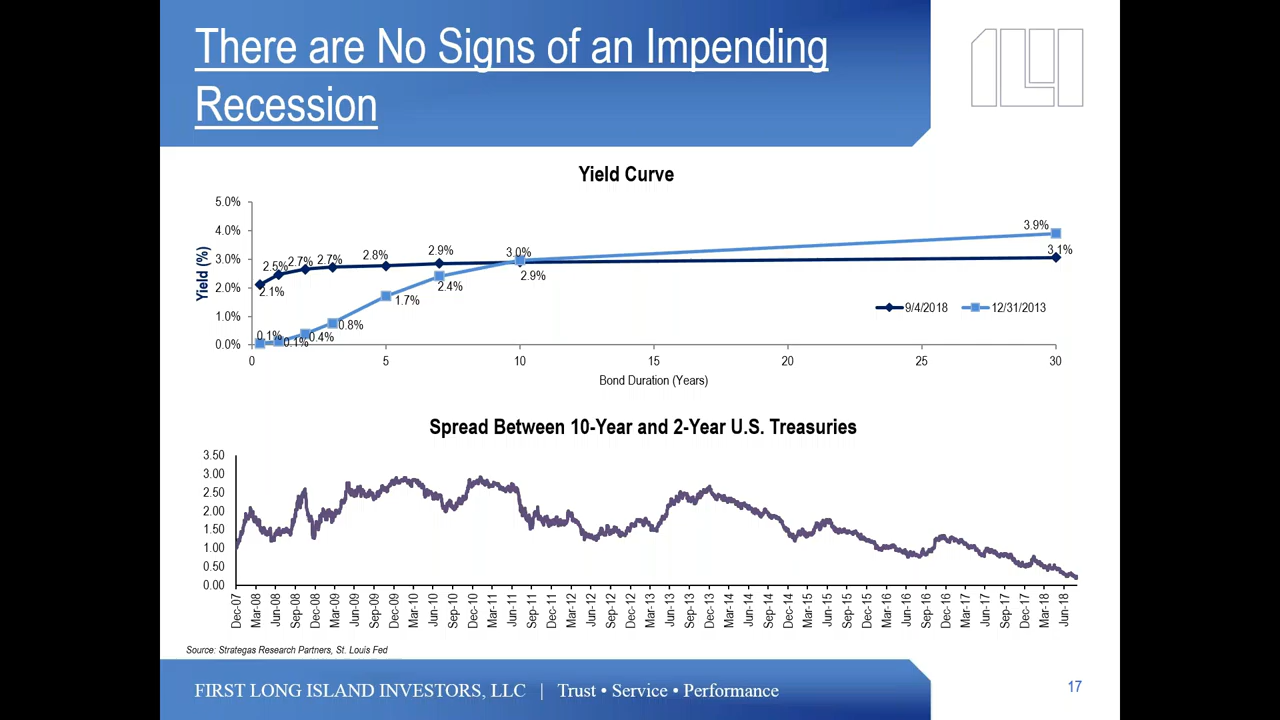 There are No Signs of an Impending
Recession
Yield Curve
5.0%
4.0%
3.0%
2.0%
1.0%
0.0%
Yield (%)
2.1%
2.5%
2.7%
2.7%
2.8%
2.9%
2.9%
3.1%
0.1%
0.1%
0.4%
0.8%
1.7%
2.4%
3.0%
3.9%
9/4/2018
12/31/2013
0 5 10 15 20 25 30
Bond Duration (Years)
Spread Between 10-Year and 2-Year U.S. Treasuries
3.50
3.00
2.50
2.00
1.50
1.00
0.50
0.00
Dec-07
Mar-08
Jun-08
Sep-08
Dec-08
Mar-09
Jun-09
Sep-09
Dec-09
Mar-10
Jun-10
Sep-10
Dec-10
Mar-11
Jun-11
Sep-11
Dec-11
Mar-12
Jun-12
Sep-12
Dec-12
Mar-13
Jun-13
Sep-13
Dec-13
Mar-14
Jun-14
Sep-14
Dec-14
Mar-15
Jun-15
Sep-15
Dec-15
Mar-16
Jun-16
Sep-16
Dec-16
Mar-17
Jun-17
Sep-17
Dec-17
Mar-18
Jun-18
Source: Strategas Research Partners, St. Louis Fed
FIRST LONG ISLAND INVESTORS, LLC | Trust • Service • Performance
17